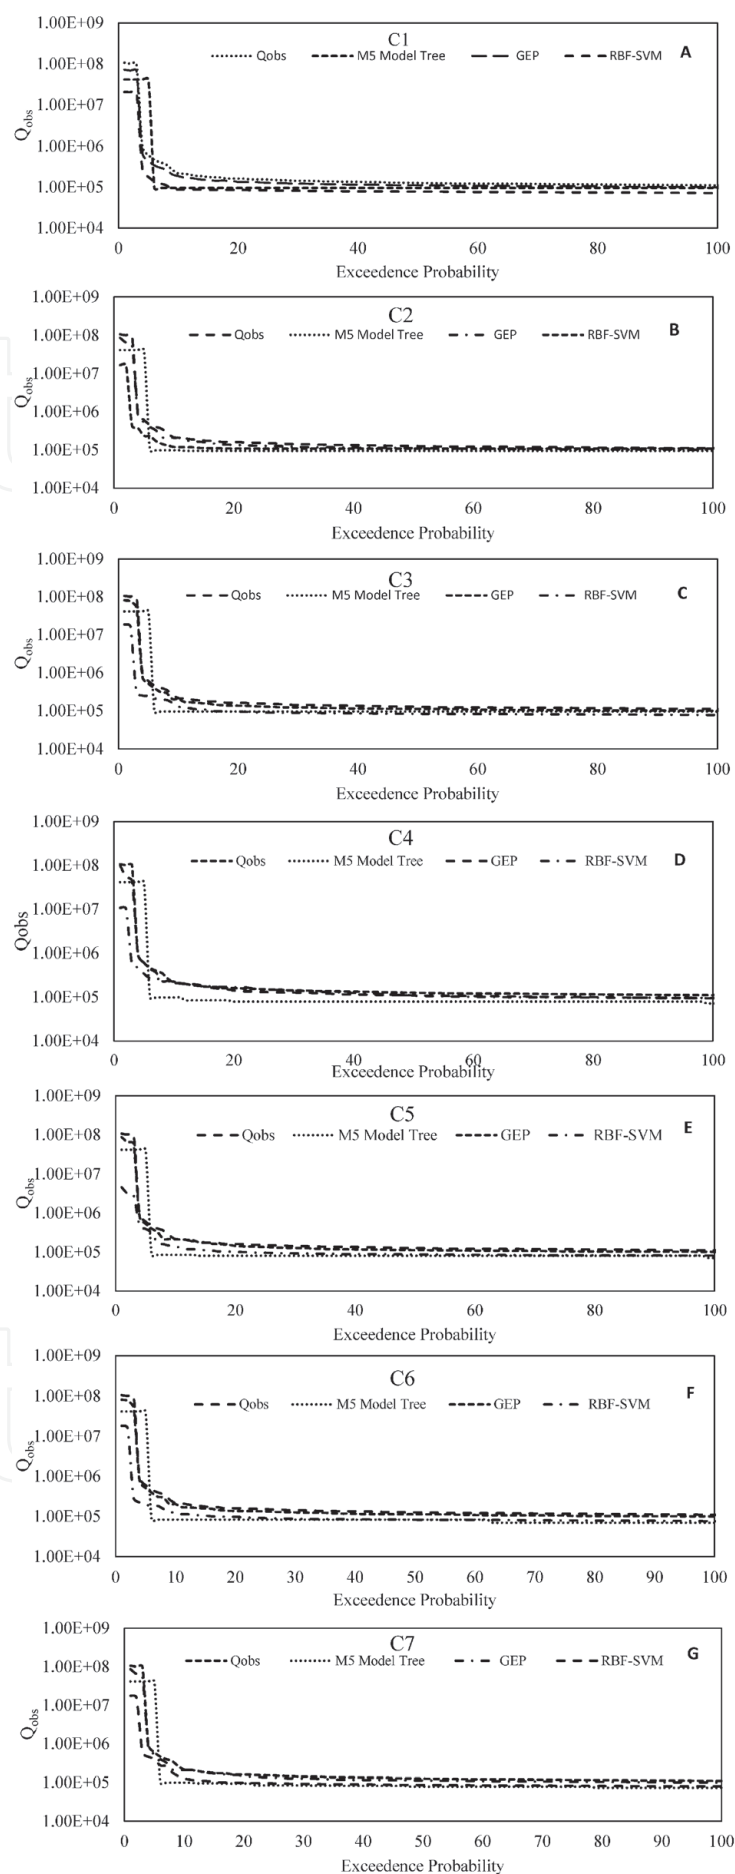 1.00E+09
C1
Qobs M5 Model Tree GEP RBF-SVM A
1.00E+08
1.00E+07
Qobs
1.00E+06
1.00E+05
1.00E+04
0 20 40 60 80 100
Exceedence Probability
1.00E+09
C2
Qobs M5 Model Tree GEP RBF-SVM B
1.00E+08
1.00E+07
Qobs
1.00E+06
1.00E+05
1.00E+04
0 20 40 60 80 100
Exceedence Probability
1.00E+09
C3
Qobs M5 Model Tree GEP RBF-SVM C
1.00E+08
1.00E+07
Qobs
1.00E+06
1.00E+05
1.00E+04
0 20 40 60 80 100
Exceedence Probability
1.00E+09
C4
Qobs M5 Model Tree GEP RBF-SVM D
1.00E+08
1.00E+07
Qobs
1.00E+06
1.00E+05
1.00E+04
0 20 40 60 80 100
Exceedence Probability
1.00E+09
C5
Qobs M5 Model Tree GEP RBF-SVM E
1.00E+08
1.00E+07
Qobs
1.00E+06
1.00E+05
1.00E+04
0 20 40 60 80 100
Exceedence Probability
1.00E+09
C6
Qobs M5 Model Tree GEP RBF-SVM F
1.00E+08
1.00E+07
Qobs
1.00E+06
1.00E+05
1.00E+04
0 10 20 30 40 50 60 70 80 90 100
Exceedence Probability
1.00E+09
C7
Qobs M5 Model Tree GEP RBF-SVM G
1.00E+08
1.00E+07
Qobs
1.00E+06
1.00E+05
1.00E+04
0 10 20 30 40 50 60 70 80 90 100
Exceedence Probability